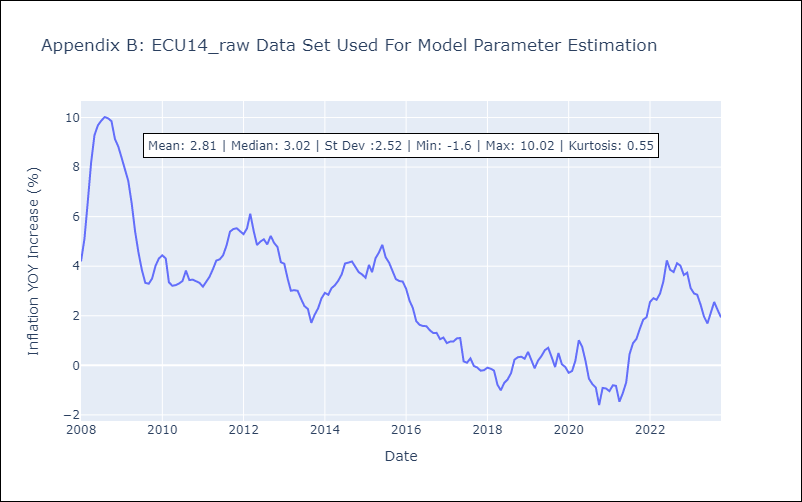 Appendix B: ECU14_raw Data Set Used For Model Parameter Estimation
Mean: 2.81 | Median: 3.02 | St Dev :2.52 | Min: -1.6 | Max: 10.02 | Kurtosis: 0.55
Inflation YOY Increase (%)
10
8
6
4
2
0
−2
2008 2010 2012 2014 2016 2018 2020 2022
Date